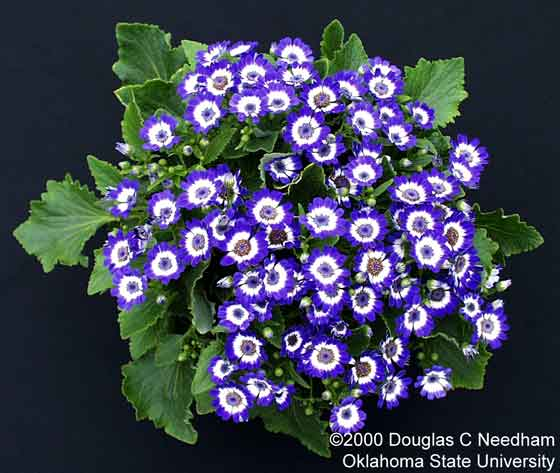 ©2000 Douglas C Needham
Oklahoma State University